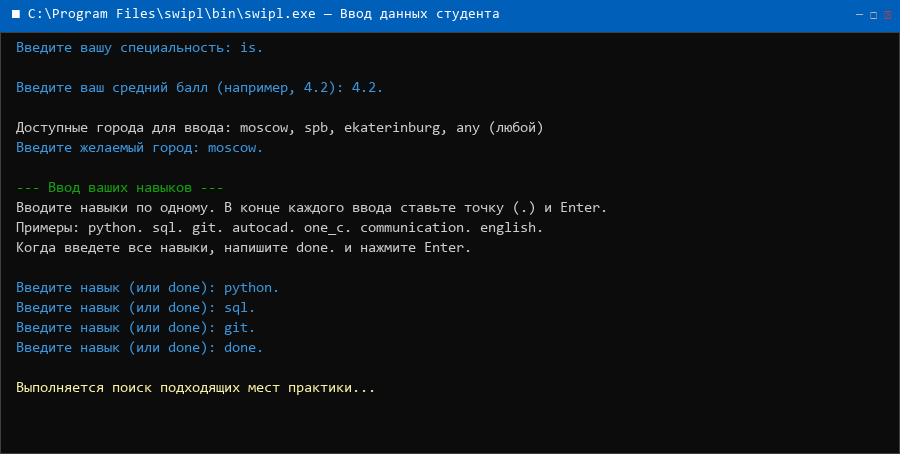 C:\Program Files\swipl\bin\swipl.exe — Ввод данных студента
Введите вашу специальность: is.
Введите ваш средний балл (например, 4.2): 4.2.
Доступные города для ввода: moscow, spb, ekaterinburg, any (любой)
Введите желаемый город: moscow.
--- Ввод ваших навыков ---
Вводите навыки по одному. В конце каждого ввода ставьте точку (.) и Enter.
Примеры: python. sql. git. autocad. one_c. communication. english.
Когда введете все навыки, напишите done. и нажмите Enter.
Введите навык (или done): python.
Введите навык (или done): sql.
Введите навык (или done): git.
Введите навык (или done): done.
Выполняется поиск подходящих мест практики...